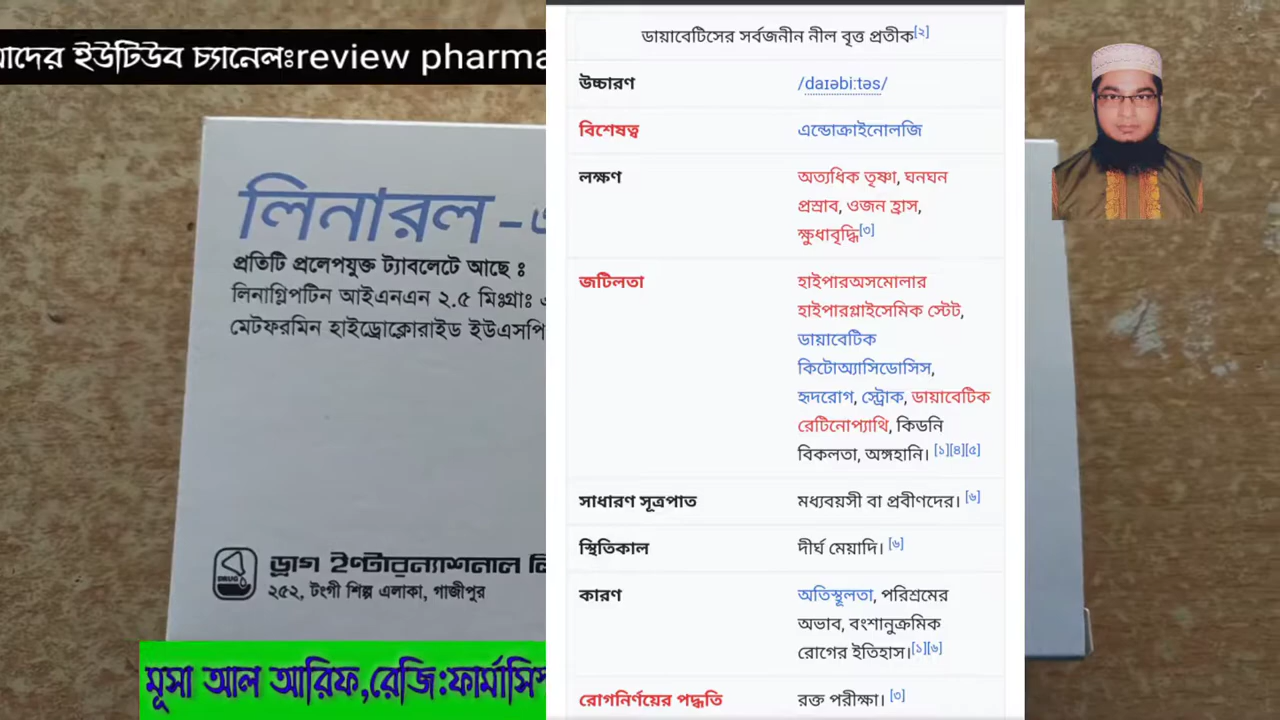 মাদের ইউটিউব চ্যানেলঃreview pharma
লিনারল -
প্রতিটি প্রলেপযুক্ত ট্যাবলেটে আছে ঃ
লিনাগ্লিপটিন আইএনএন ২.৫ মিঃগ্রাঃ
মেটফরমিন হাইড্রোক্লোরাইড ইউএসপি
DRUG
ড্রাগ ইন্টারন্যাশনাল লি
২৫২, টংগী শিল্প এলাকা, গাজীপুর
মূসা আল আরিফ,রেজি:ফার্মাসি
ডায়াবেটিসের সর্বজনীন নীল বৃত্ত প্রতীক[২]
উচ্চারণ /daɪəbiːtəs/
বিশেষত্ব এন্ডোক্রাইনোলজি
লক্ষণ অত্যধিক তৃষ্ণা, ঘনঘন
প্রস্রাব, ওজন হ্রাস,
ক্ষুধাবৃদ্ধি[৩]
জটিলতা হাইপারঅসমোলার
হাইপারগ্লাইসেমিক স্টেট,
ডায়াবেটিক
কিটোঅ্যাসিডোসিস,
হৃদরোগ, স্ট্রোক, ডায়াবেটিক
রেটিনোপ্যাথি, কিডনি
বিকলতা, অঙ্গহানি। [১][৪][৫]
সাধারণ সূত্রপাত মধ্যবয়সী বা প্রবীণদের। [৬]
স্থিতিকাল দীর্ঘ মেয়াদি। [৬]
কারণ অতিস্থূলতা, পরিশ্রমের
অভাব, বংশানুক্রমিক
রোগের ইতিহাস।[১][৬]
রোগনির্ণয়ের পদ্ধতি রক্ত পরীক্ষা। [৩]